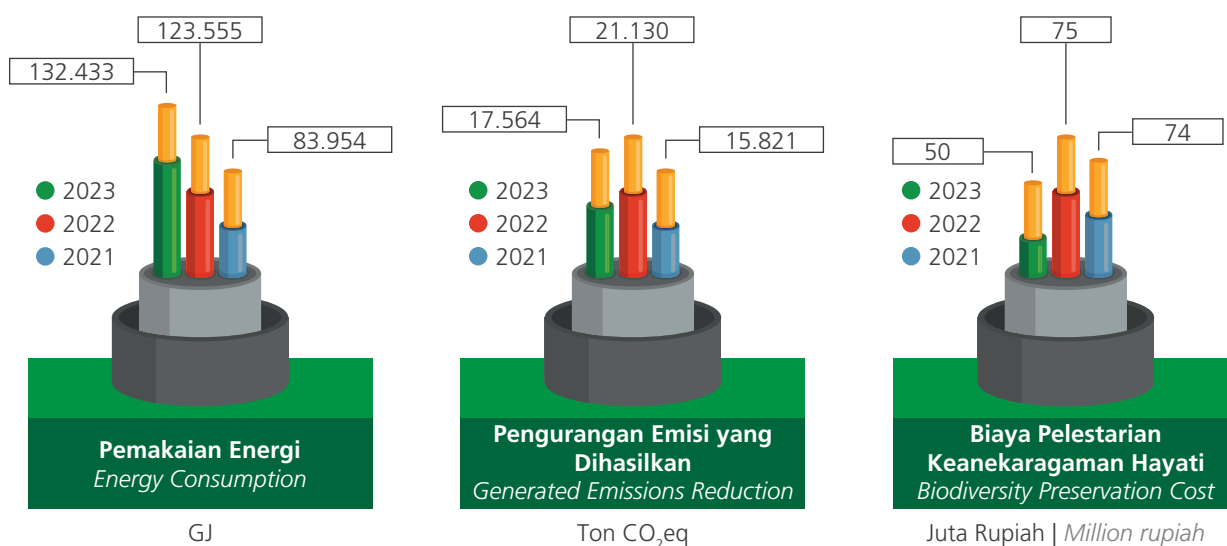 123.555
132.433
83.954
2023
2022
2021
Pemakaian Energi
Energy Consumption
GJ
21.130
17.564
15.821
2023
2022
2021
Pengurangan Emisi yang
Dihasilkan
Generated Emissions Reduction
Ton CO₂eq
75
74
50
2023
2022
2021
Biaya Pelestarian
Keanekaragaman Hayati
Biodiversity Preservation Cost
Juta Rupiah | Million rupiah